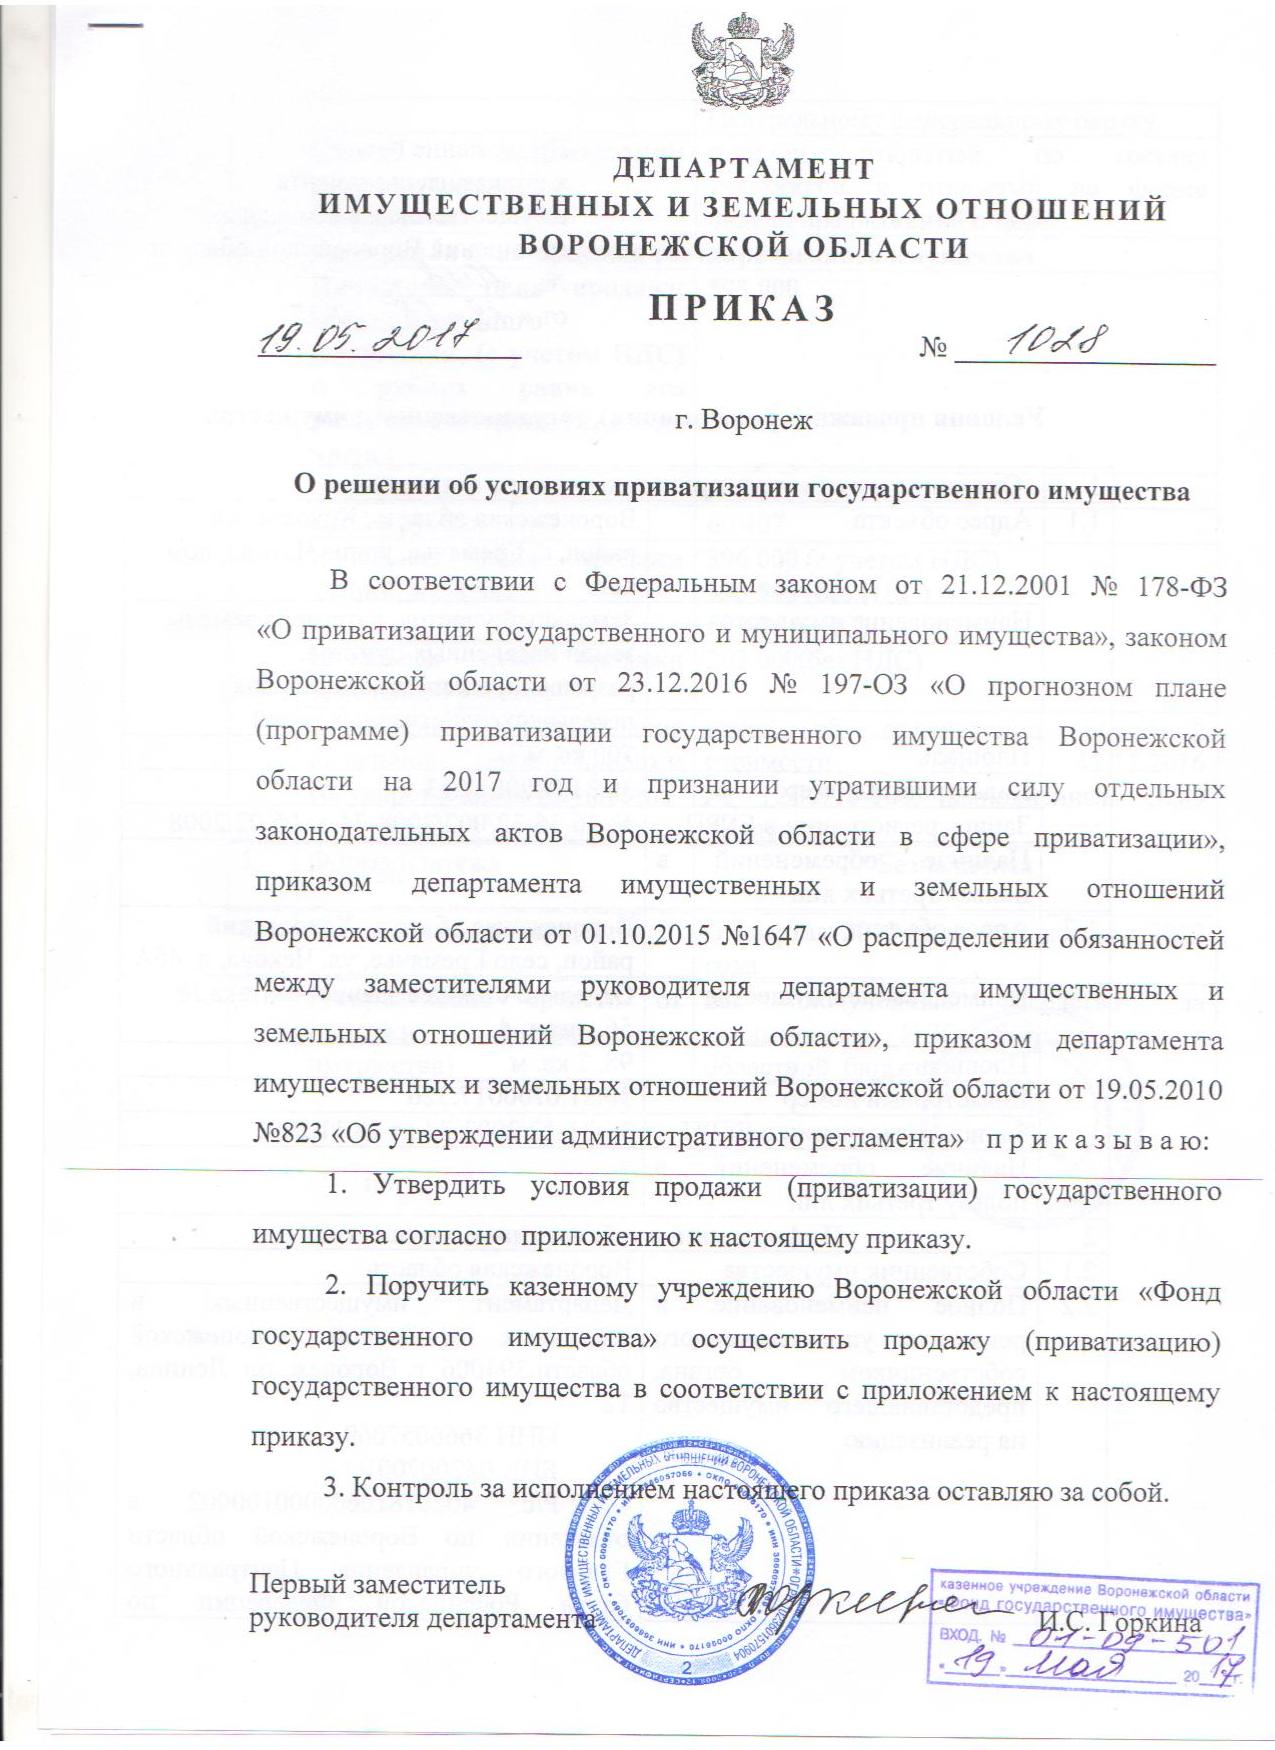 ДЕПАРТАМЕНТ
ИМУЩЕСТВЕННЫХ И ЗЕМЕЛЬНЫХ ОТНОШЕНИЙ
ВОРОНЕЖСКОЙ ОБЛАСТИ
ПРИКАЗ
19.05.2017 № 1028
г. Воронеж
О решении об условиях приватизации государственного имущества
В соответствии с Федеральным законом от 21.12.2001 № 178-ФЗ
«О приватизации государственного и муниципального имущества», законом
Воронежской области от 23.12.2016 № 197-ОЗ «О прогнозном плане
(программе) приватизации государственного имущества Воронежской
области на 2017 год и признании утратившими силу отдельных
законодательных актов Воронежской области в сфере приватизации»,
приказом департамента имущественных и земельных отношений
Воронежской области от 01.10.2015 №1647 «О распределении обязанностей
между заместителями руководителя департамента имущественных и
земельных отношений Воронежской области», приказом департамента
имущественных и земельных отношений Воронежской области от 19.05.2010
№823 «Об утверждении административного регламента» п р и к а з ы в а ю:
1. Утвердить условия продажи (приватизации) государственного
имущества согласно приложению к настоящему приказу.
2. Поручить казенному учреждению Воронежской области «Фонд
государственного имущества» осуществить продажу (приватизацию)
государственного имущества в соответствии с приложением к настоящему
приказу.
3. Контроль за исполнением настоящего приказа оставляю за собой.
Первый заместитель
руководителя департамента
И.С. Горкина
казенное учреждение Воронежской области
«Фонд государственного имущества»
ВХОД. № 01-09-501
«19» мая 2017 г.
ДЕПАРТАМЕНТ ИМУЩЕСТВЕННЫХ И ЗЕМЕЛЬНЫХ ОТНОШЕНИЙ ВОРОНЕЖСКОЙ ОБЛАСТИ
2